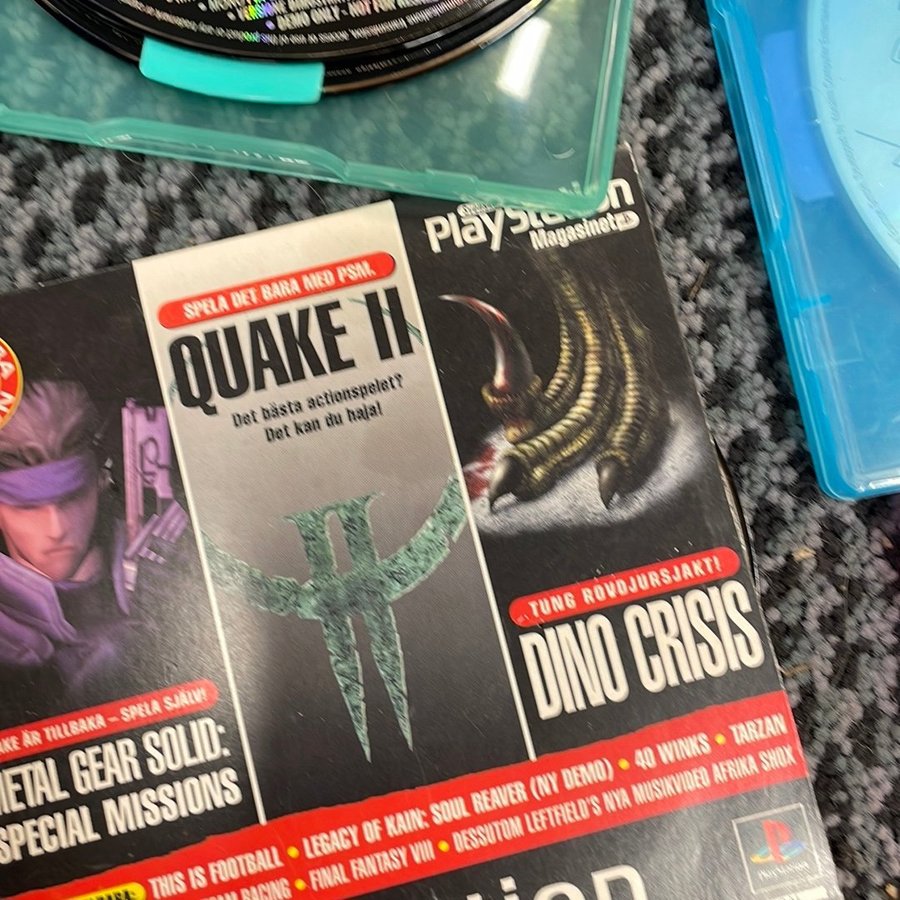 DEMO ONLY - NOT FOR
PlayStation
Magasinet
SPELA DET BARA MED PSM.
QUAKE II
Det bästa actionspelet?
Det kan du haja!
TUNG ROVDJURSJAKT!
DINO CRISIS
ÄR TILLBAKA – SPELA SJÄLV!
METAL GEAR SOLID:
SPECIAL MISSIONS
THIS IS FOOTBALL • LEGACY OF KAIN: SOUL REAVER (NY DEMO) • 40 WINKS • TARZAN
RACING • FINAL FANTASY VIII • DESSUTOM LEFTFIELD'S NYA MUSIKVIDEO AFRIKA SHOX
PlayStation